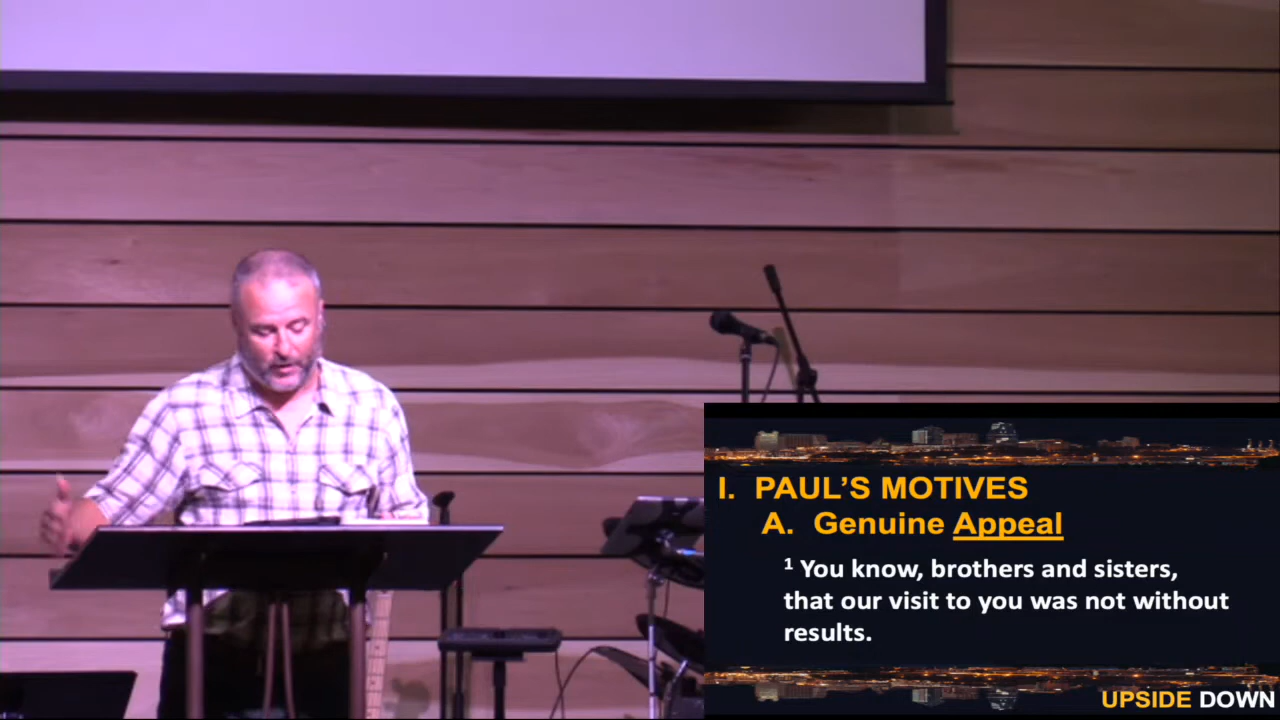 I. PAUL’S MOTIVES
A. Genuine Appeal
¹ You know, brothers and sisters,
that our visit to you was not without
results.
UPSIDE DOWN